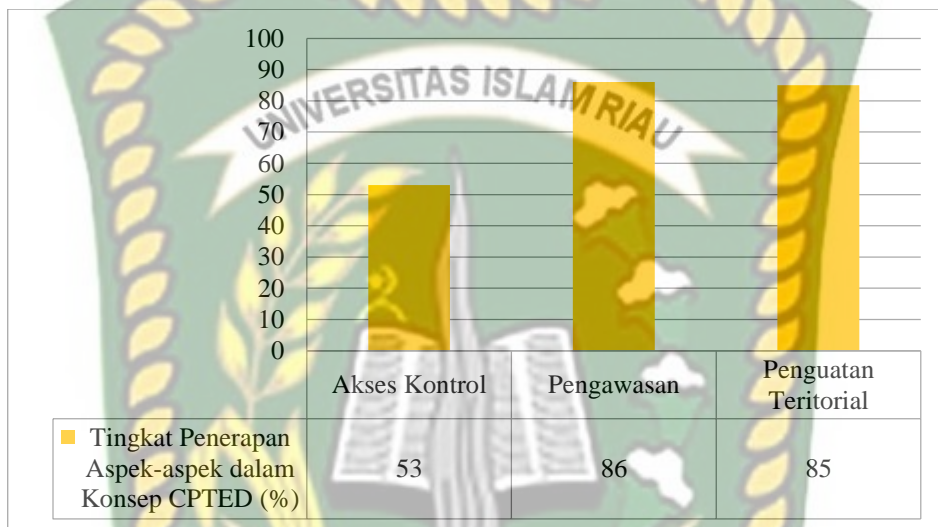 100
90
80
70
60
50
40
30
20
10
0
UNIVERSITAS ISLAM RIAU
Akses Kontrol
Pengawasan
Penguatan
Teritorial
Tingkat Penerapan
Aspek-aspek dalam
Konsep CPTED (%)
53
86
85